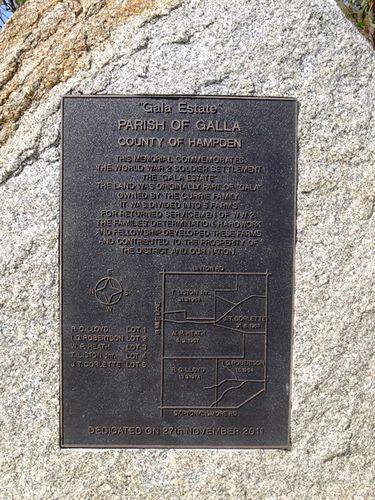 "Gala Estate"
PARISH OF GALLA
COUNTY OF HAMPDEN
THIS MEMORIAL COMMEMORATES
THE WORLD WAR 2 SOLDIER SETTLEMENT
THE "GALA ESTATE"
THE LAND WAS ORIGINALLY PART OF "GALA"
OWNED BY THE CURRIE FAMILY.
IT WAS DIVIDED INTO 5 FARMS
FOR RETURNED SERVICEMEN OF W W 2.
THE FAMILIES' DETERMINATION, HARDWORK
AND FELLOWSHIP DEVELOPED THESE FARMS
AND CONTRIBUTED TO THE PROSPERITY OF
THE DISTRICT AND OUR NATION.
LINTON RD
T. LISTON Jnr.
J.T. CORLETTE
W.R. HEATH
I.G. ROBERTSON
R. G. LLOYD
R. G. LLOYD LOT 1
I.G. ROBERTSON LOT 2
W. R. HEATH LOT 3
T. LISTON Jnr. LOT 4
J. T. CORLETTE LOT 5
DEDICATED ON 27th NOVEMBER 2011